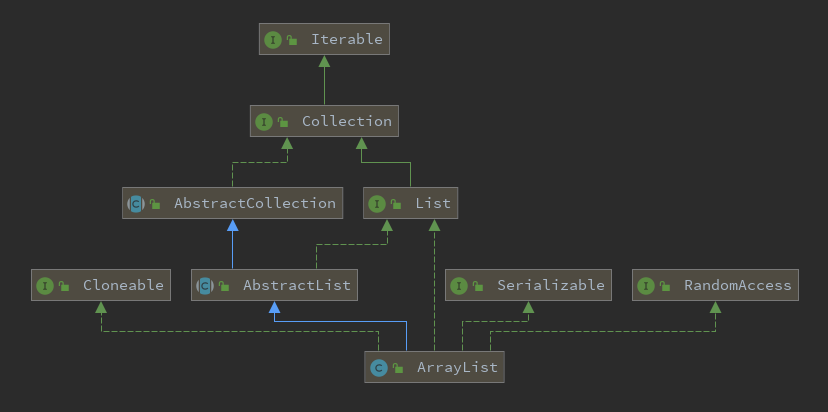 I Iterable
I Collection
C AbstractCollection
I List
I Cloneable
C AbstractList
I Serializable
I RandomAccess
C ArrayList